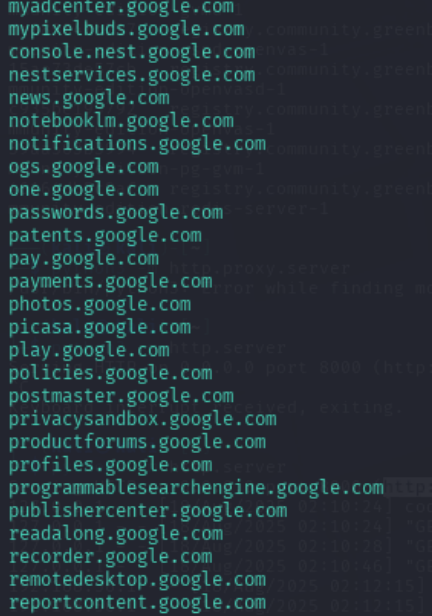 myadcenter.google.com
mypixelbuds.google.com
console.nest.google.com
nestservices.google.com
news.google.com
notebooklm.google.com
notifications.google.com
ogs.google.com
one.google.com
passwords.google.com
patents.google.com
pay.google.com
payments.google.com
photos.google.com
picasa.google.com
play.google.com
policies.google.com
postmaster.google.com
privacysandbox.google.com
productforums.google.com
profiles.google.com
programmablesearchengine.google.com
publishercenter.google.com
readalong.google.com
recorder.google.com
remotedesktop.google.com
reportcontent.google.com